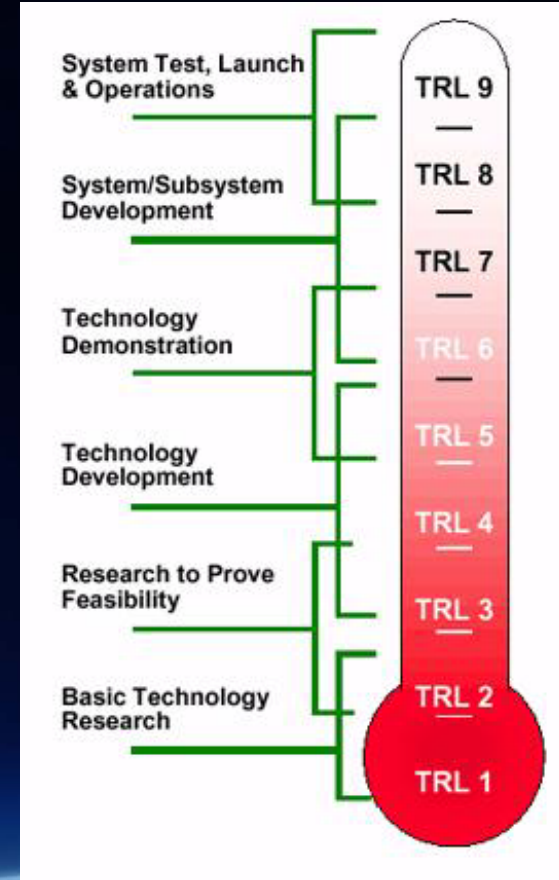 System Test, Launch
& Operations
System/Subsystem
Development
Technology
Demonstration
Technology
Development
Research to Prove
Feasibility
Basic Technology
Research
TRL 9
TRL 8
TRL 7
TRL 6
TRL 5
TRL 4
TRL 3
TRL 2
TRL 1